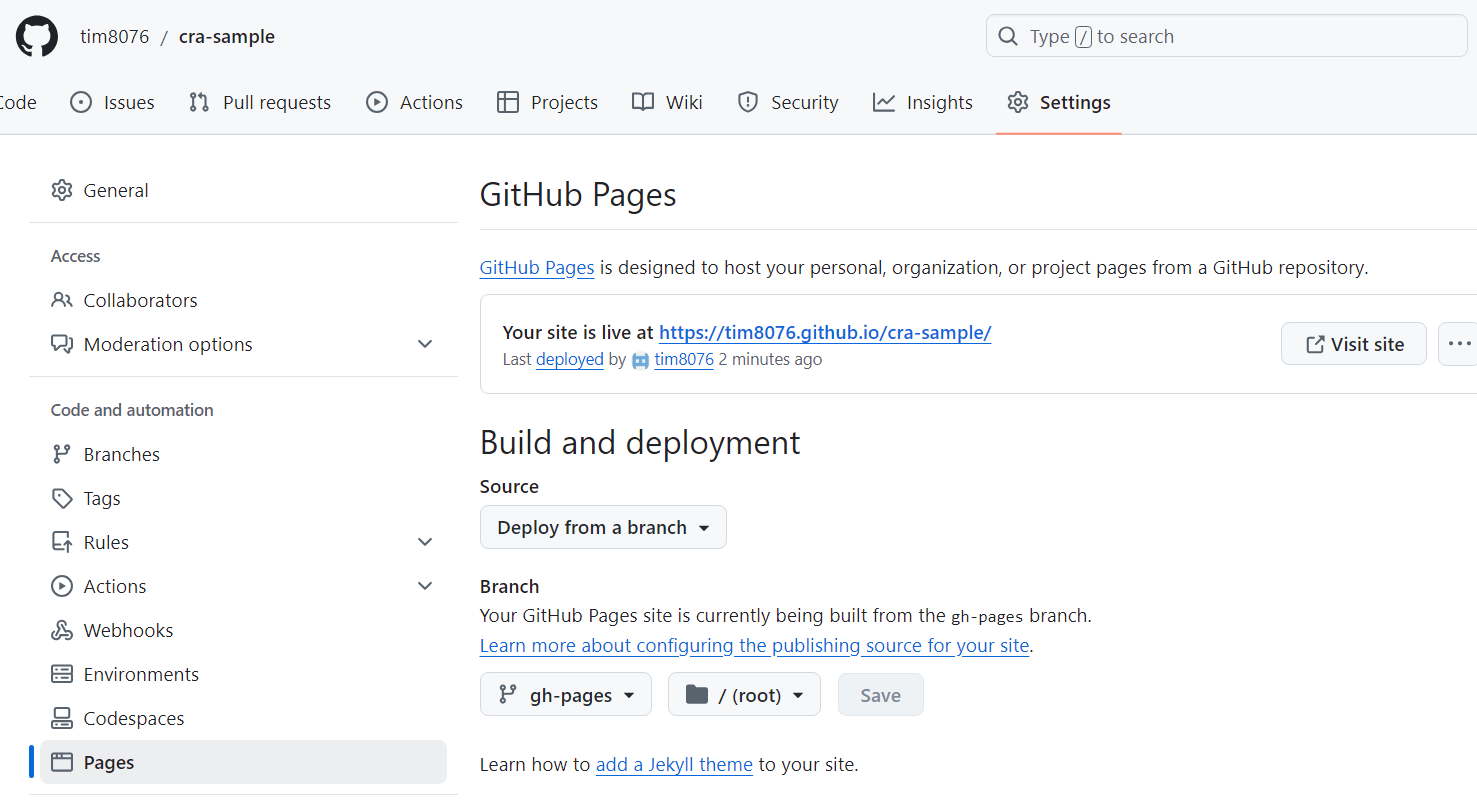 tim8076 / cra-sample
Type / to search
Code
Issues
Pull requests
Actions
Projects
Wiki
Security
Insights
Settings
General
Access
Collaborators
Moderation options
Code and automation
Branches
Tags
Rules
Actions
Webhooks
Environments
Codespaces
Pages
GitHub Pages
GitHub Pages is designed to host your personal, organization, or project pages from a GitHub repository.
Your site is live at https://tim8076.github.io/cra-sample/
Last deployed by tim8076 2 minutes ago
Visit site
Build and deployment
Source
Deploy from a branch
Branch
Your GitHub Pages site is currently being built from the gh-pages branch.
Learn more about configuring the publishing source for your site.
gh-pages
/ (root)
Save
Learn how to add a Jekyll theme to your site.